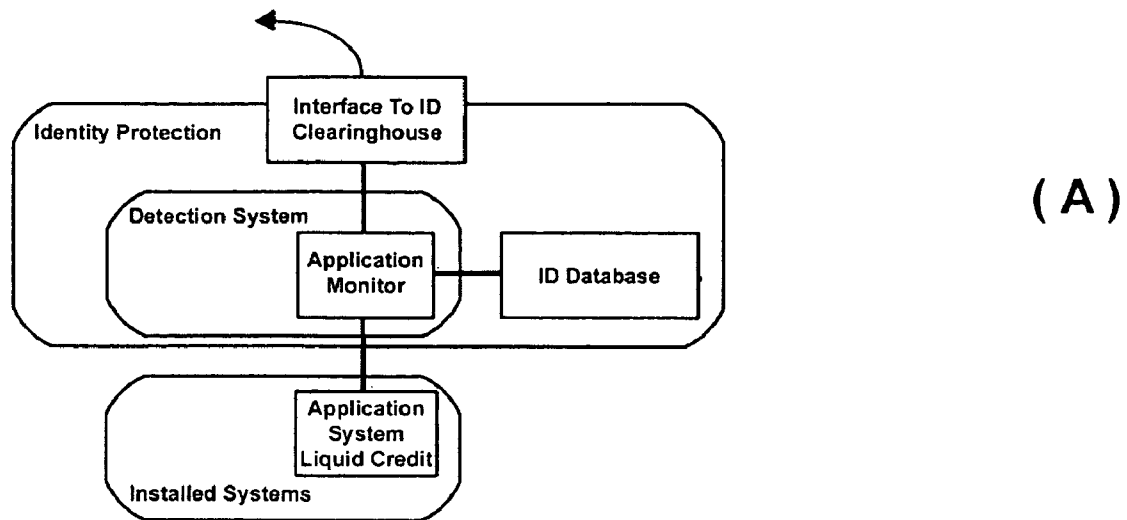 Interface To ID
Clearinghouse
Identity Protection
( A )
Detection System
Application
Monitor
ID Database
Application
System
Liquid Credit
Installed Systems